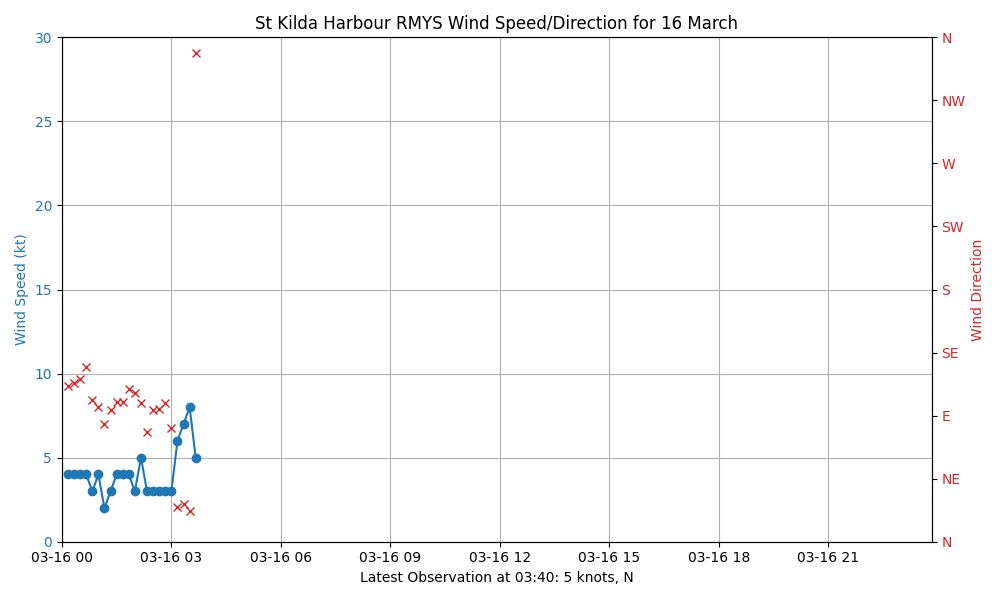 St Kilda Harbour RMYS Wind Speed/Direction for 16 March
Wind Speed (kt)
30
25
20
15
10
5
0
N
NW
W
SW
S
SE
E
NE
N
Wind Direction
03-16 00
03-16 03
03-16 06
03-16 09
03-16 12
03-16 15
03-16 18
03-16 21
Latest Observation at 03:40: 5 knots, N